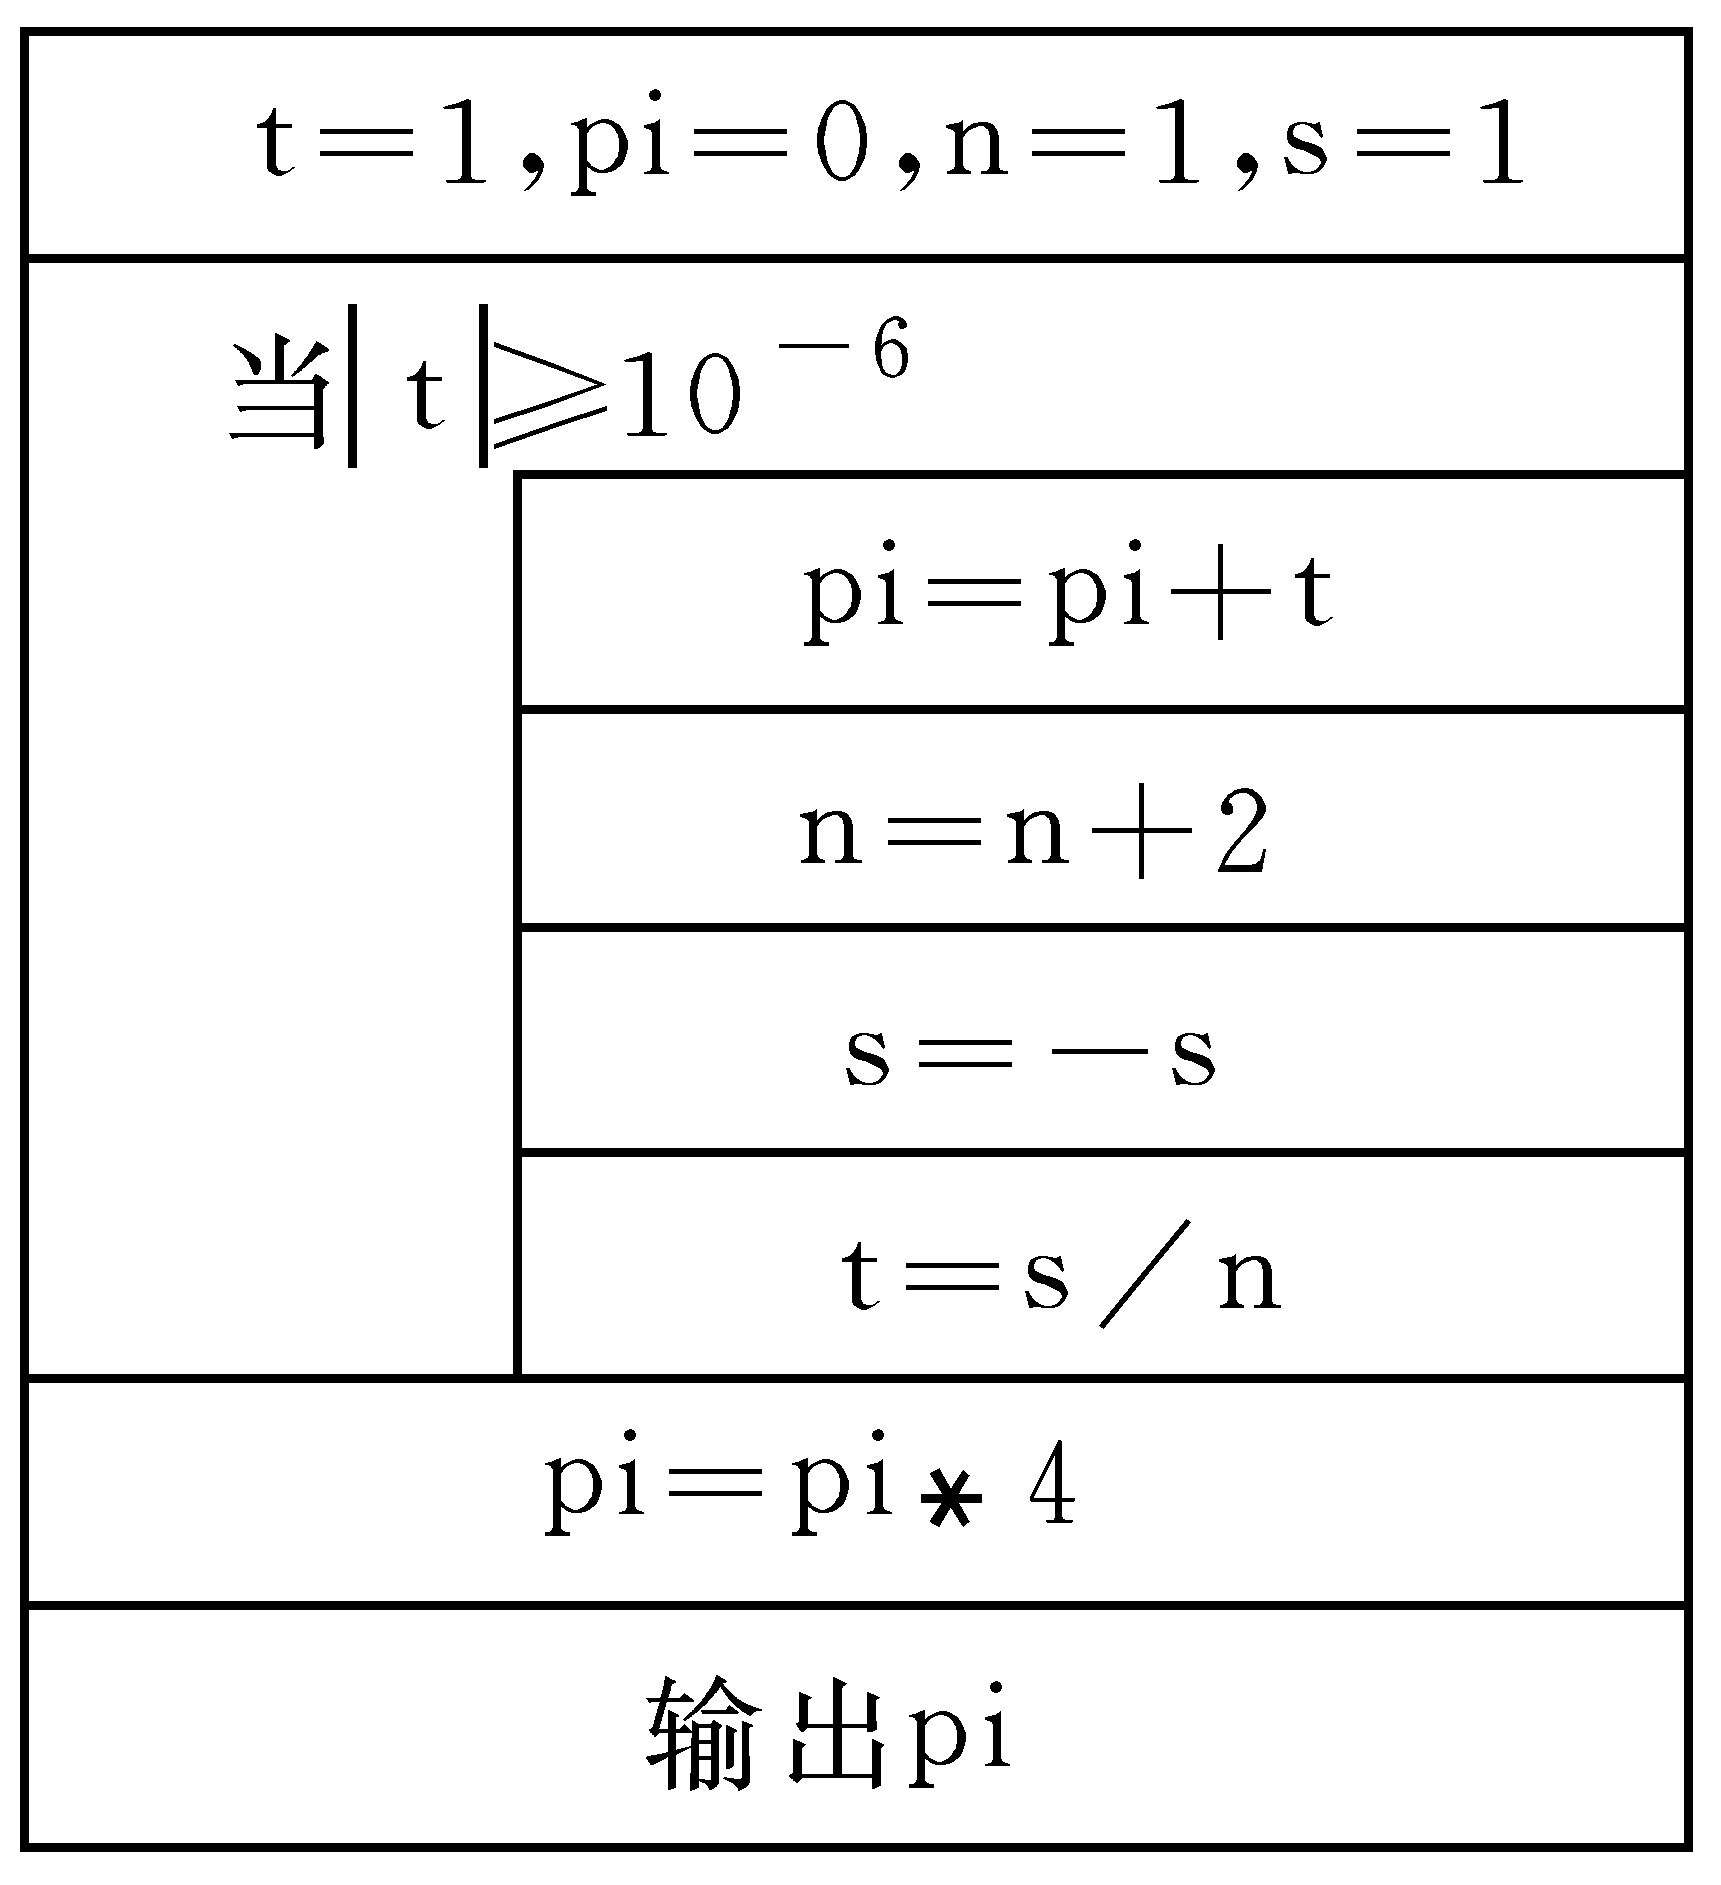 t=1,pi=0,n=1,s=1
当|t|⩾10⁻⁶
pi=pi+t
n=n+2
s=-s
t=s/n
pi=pi*4
输出pi